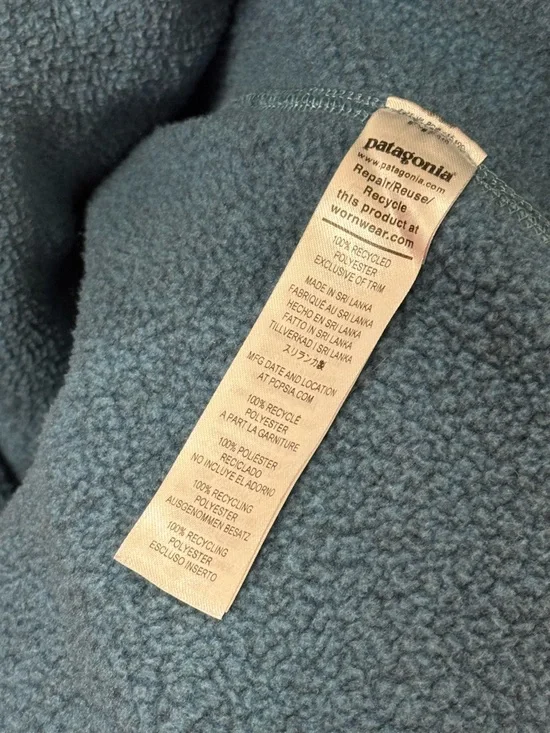 patagonia
www.patagonia.com
Repair/Reuse/
Recycle
this product at
wornwear.com
100% RECYCLED
POLYESTER
EXCLUSIVE OF TRIM
MADE IN SRI LANKA
FABRIQUÉ AU SRI LANKA
HECHO EN SRI LANKA
FATTO IN SRI LANKA
TILLVERKAD I SRI LANKA
スリランカ製
MFG DATE AND LOCATION
AT PCPSIA.COM
100% RECYCLÉ
POLYESTER
A PART LA GARNITURE
100% POLIÉSTER
RECICLADO
NO INCLUYE EL ADORNO
100% RECYCLING
POLYESTER
AUSGENOMMEN BESATZ
100% RECYCLING
POLYESTER
ESCLUSO INSERTO